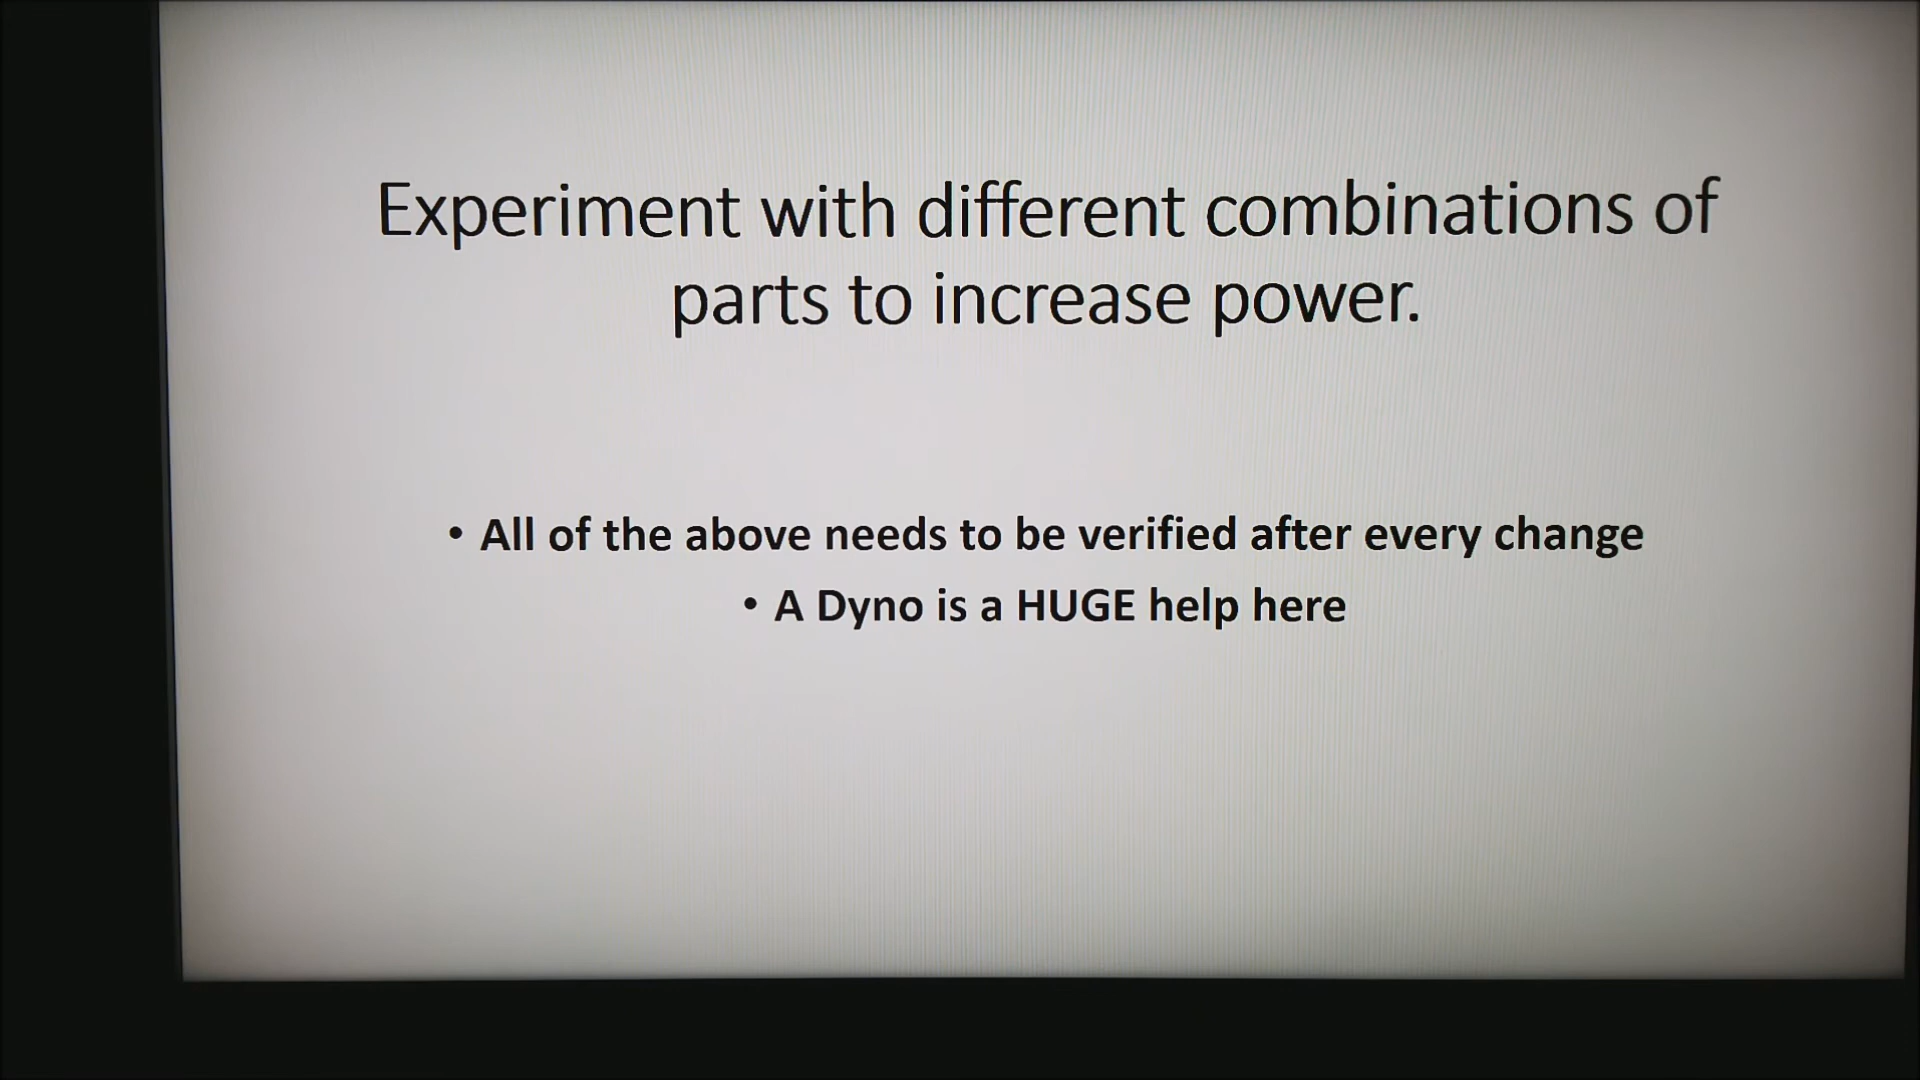 Experiment with different combinations of
parts to increase power.
• All of the above needs to be verified after every change
• A Dyno is a HUGE help here